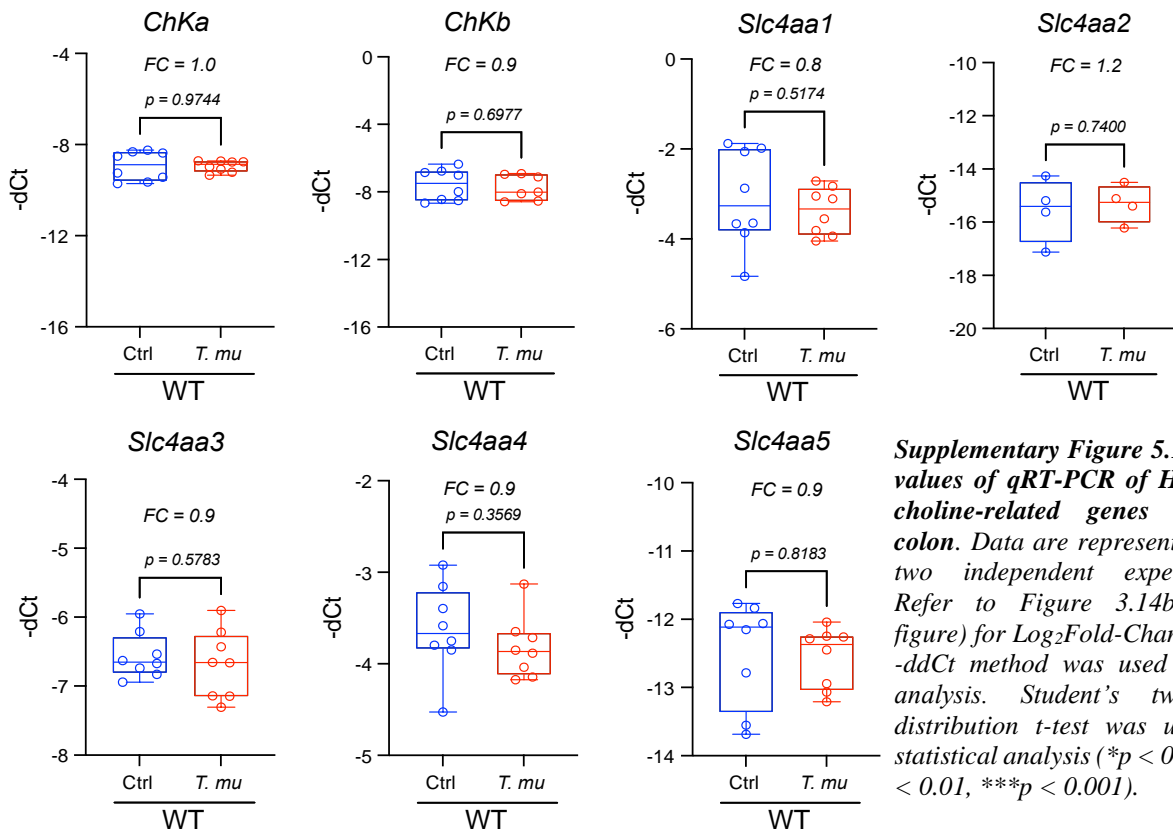 ChKa
-4
-8
-12
-16
-dCt
FC = 1.0
p = 0.9744
Ctrl
T. mu
WT
ChKb
0
-4
-8
-12
-16
-dCt
FC = 0.9
p = 0.6977
Ctrl
T. mu
WT
Slc4aa1
0
-2
-4
-6
-dCt
FC = 0.8
p = 0.5174
Ctrl
T. mu
WT
Slc4aa2
-10
-12
-14
-16
-18
-20
-dCt
FC = 1.2
p = 0.7400
Ctrl
T. mu
WT
Slc4aa3
-4
-5
-6
-7
-8
-dCt
FC = 0.9
p = 0.5783
Ctrl
T. mu
WT
Slc4aa4
-2
-3
-4
-5
-dCt
FC = 0.9
p = 0.3569
Ctrl
T. mu
WT
Slc4aa5
-10
-11
-12
-13
-14
-dCt
FC = 0.9
p = 0.8183
Ctrl
T. mu
WT
Supplementary Figure 5.
values of qRT-PCR of H
choline-related genes
colon. Data are represent
two independent expe
Refer to Figure 3.14b
figure) for Log2Fold-Chan
-ddCt method was used
analysis. Student's tw
distribution t-test was u
statistical analysis (*p < 0
< 0.01, ***p < 0.001).